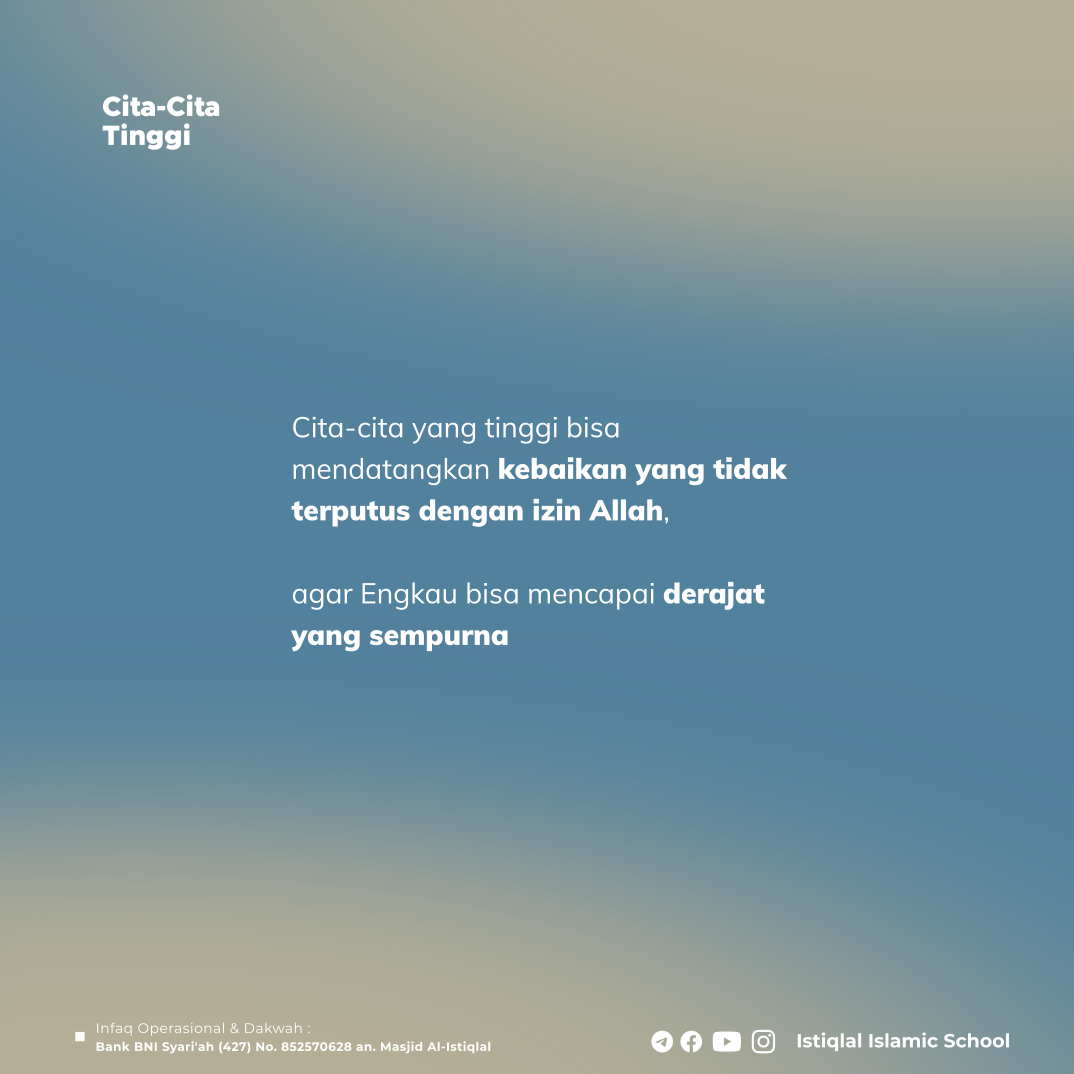 Cita-Cita
Tinggi
Cita-cita yang tinggi bisa
mendatangkan kebaikan yang tidak
terputus dengan izin Allah,
agar Engkau bisa mencapai derajat
yang sempurna
Infaq Operasional & Dakwah :
Bank BNI Syari'ah (427) No. 852570628 an. Masjid Al-Istiqlal
Istiqlal Islamic School